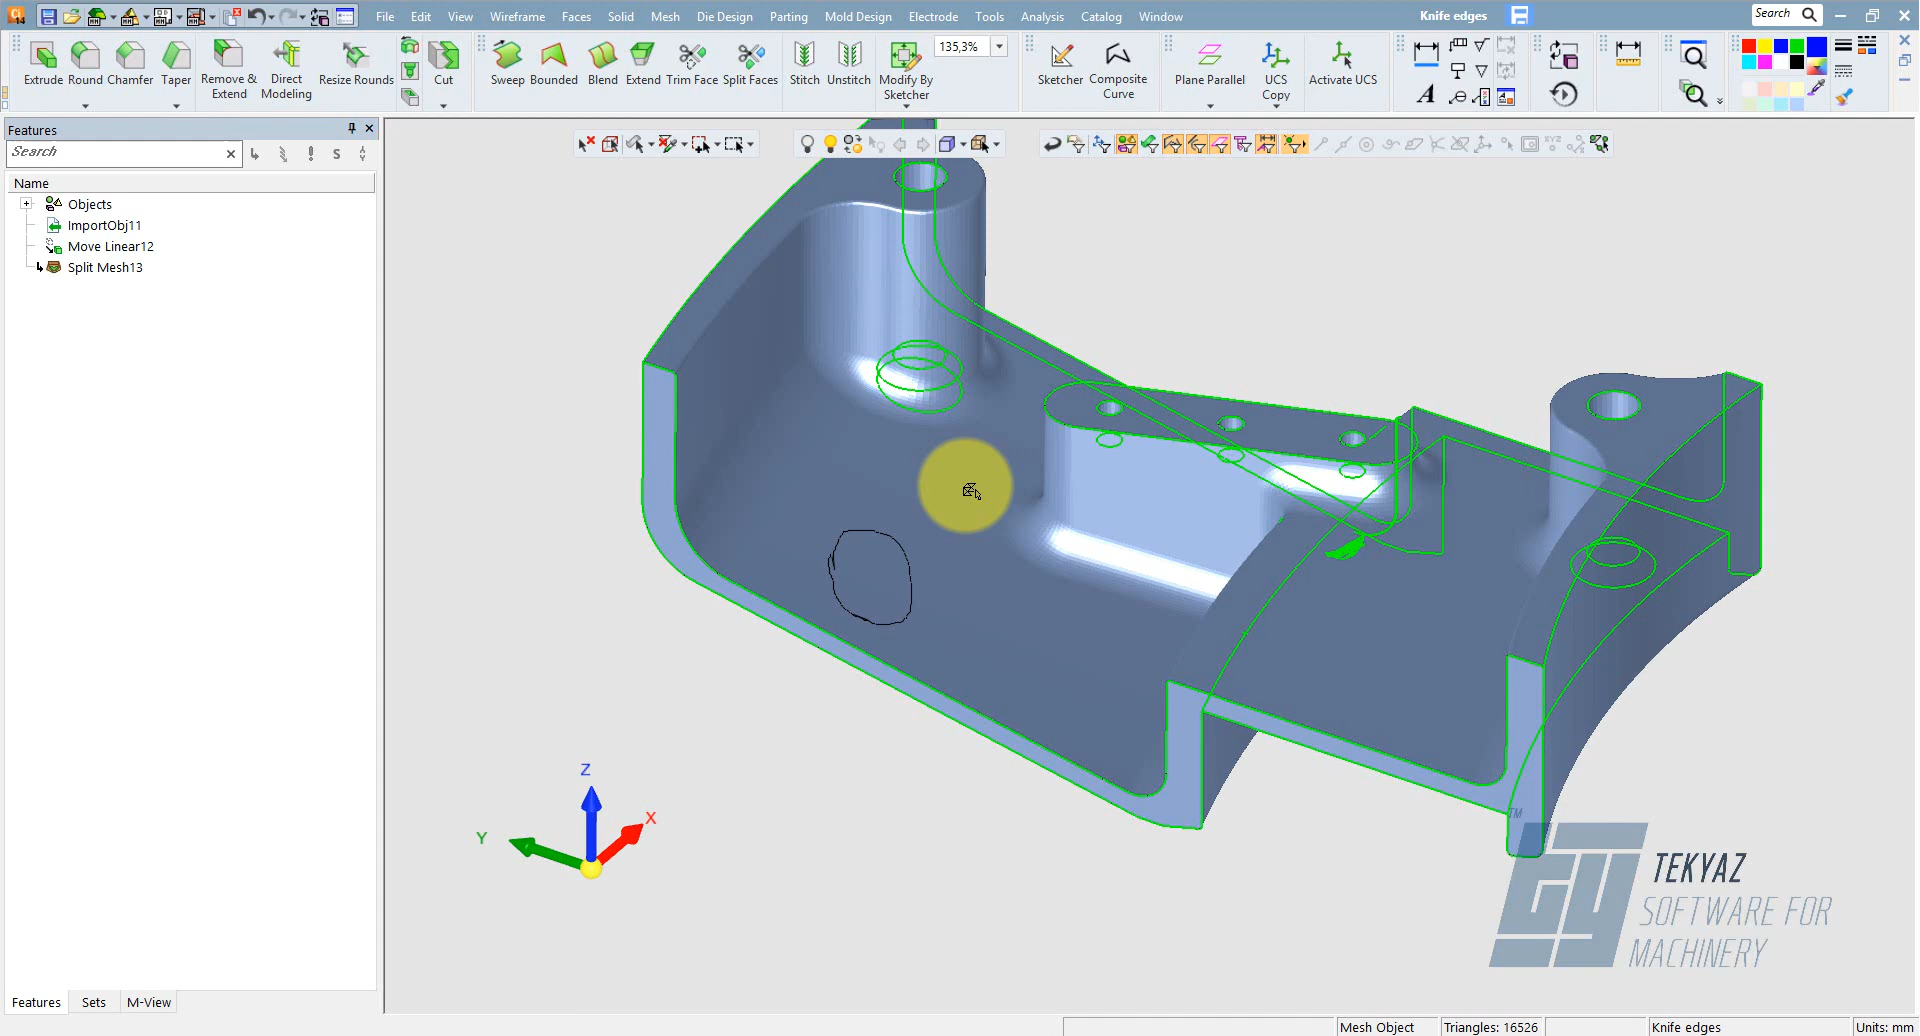 File Edit View Wireframe Faces Solid Mesh Die Design Parting Mold Design Electrode Tools Analysis Catalog Window Knife edges Search
Extrude Round Chamfer Taper Remove & Extend Direct Modeling Resize Rounds Cut Sweep Bounded Blend Extend Trim Face Split Faces Stitch Unstitch Modify By Sketcher 135,3% Sketcher Composite Curve Plane Parallel UCS Copy Activate UCS
Features
Search
Name
Objects
ImportObj11
Move Linear12
Split Mesh13
Z
X
Y
TM
TEKYAZ
SOFTWARE FOR
MACHINERY
Features Sets M-View
Mesh Object Triangles: 16526 Knife edges Units: mm